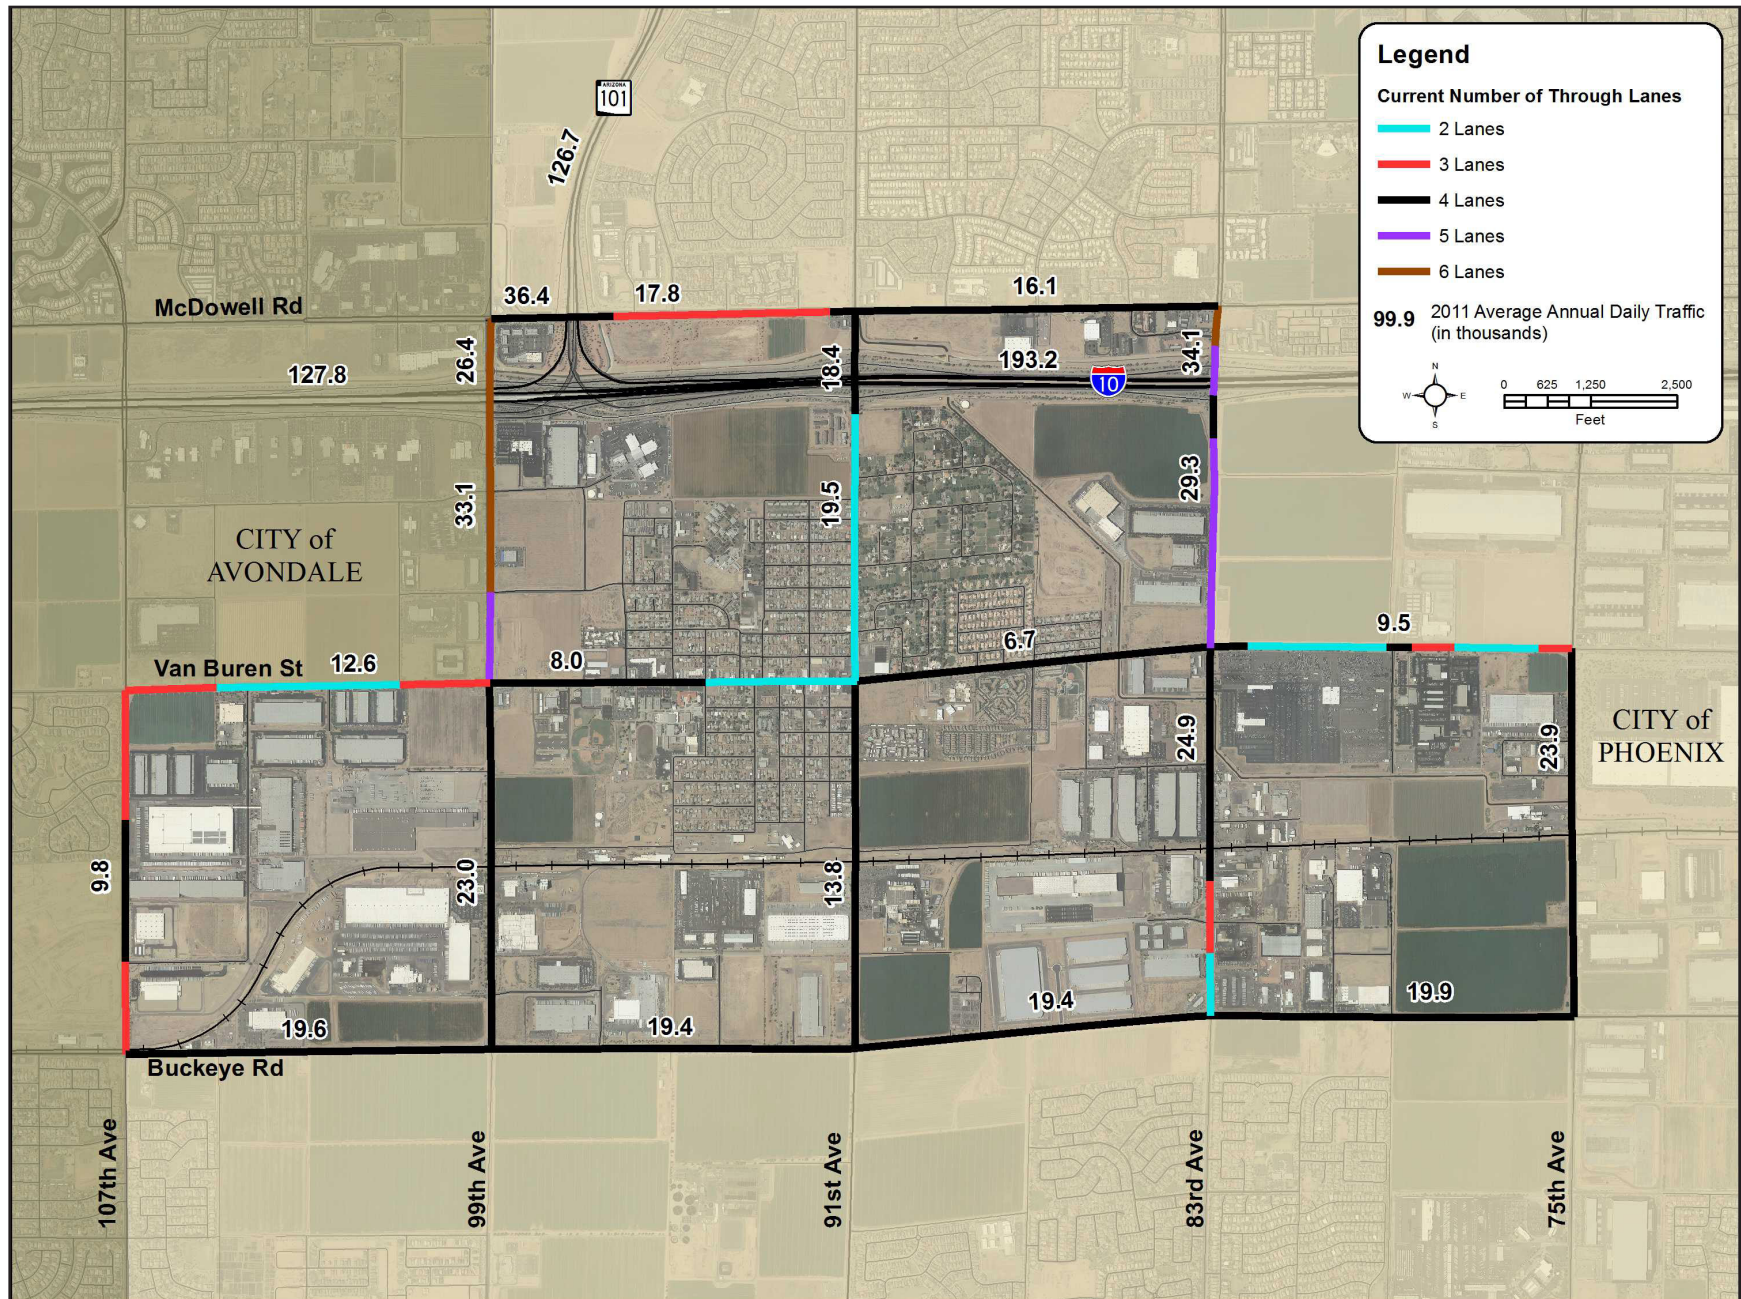 Legend
Current Number of Through Lanes
2 Lanes
3 Lanes
4 Lanes
5 Lanes
6 Lanes
99.9 2011 Average Annual Daily Traffic
(in thousands)
N
W E
S
0 625 1,250 2,500
Feet
ARIZONA
101
126.7
36.4
17.8
16.1
McDowell Rd
26.4
18.4
34.1
127.8
193.2
10
33.1
19.5
29.3
CITY of
AVONDALE
Van Buren St
12.6
8.0
6.7
9.5
CITY of
PHOENIX
24.9
23.9
9.8
23.0
13.8
19.6
19.4
19.4
19.9
Buckeye Rd
107th Ave
99th Ave
91st Ave
83rd Ave
75th Ave